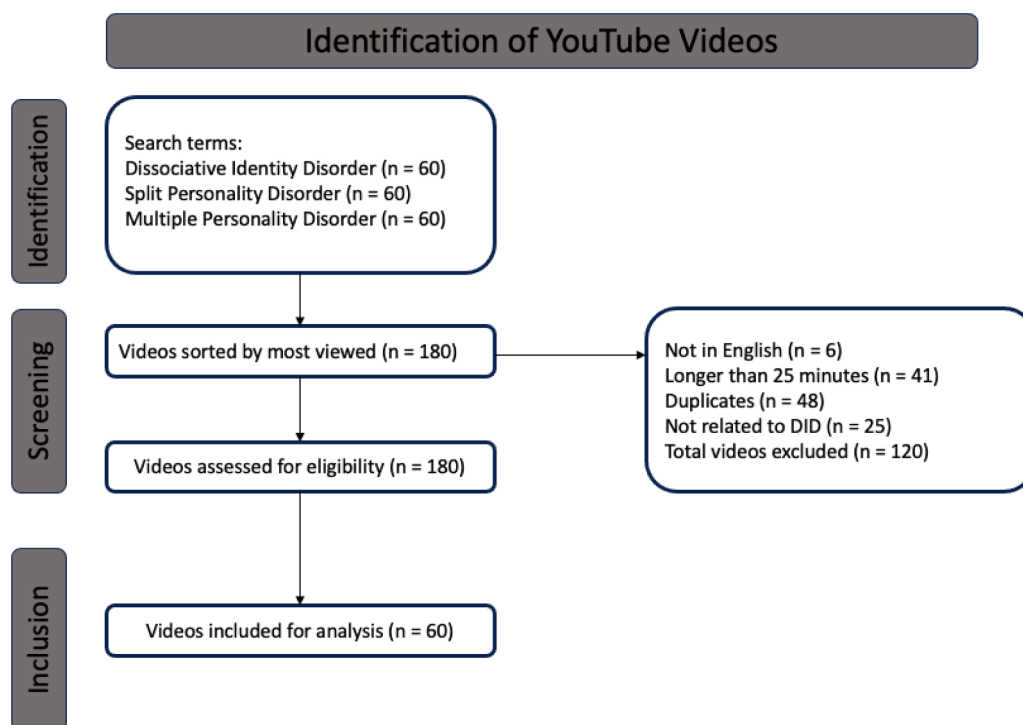 Identification of YouTube Videos
Identification
Search terms:
Dissociative Identity Disorder (n = 60)
Split Personality Disorder (n = 60)
Multiple Personality Disorder (n = 60)
Screening
Videos sorted by most viewed (n = 180)
Not in English (n = 6)
Longer than 25 minutes (n = 41)
Duplicates (n = 48)
Not related to DID (n = 25)
Total videos excluded (n = 120)
Videos assessed for eligibility (n = 180)
Inclusion
Videos included for analysis (n = 60)